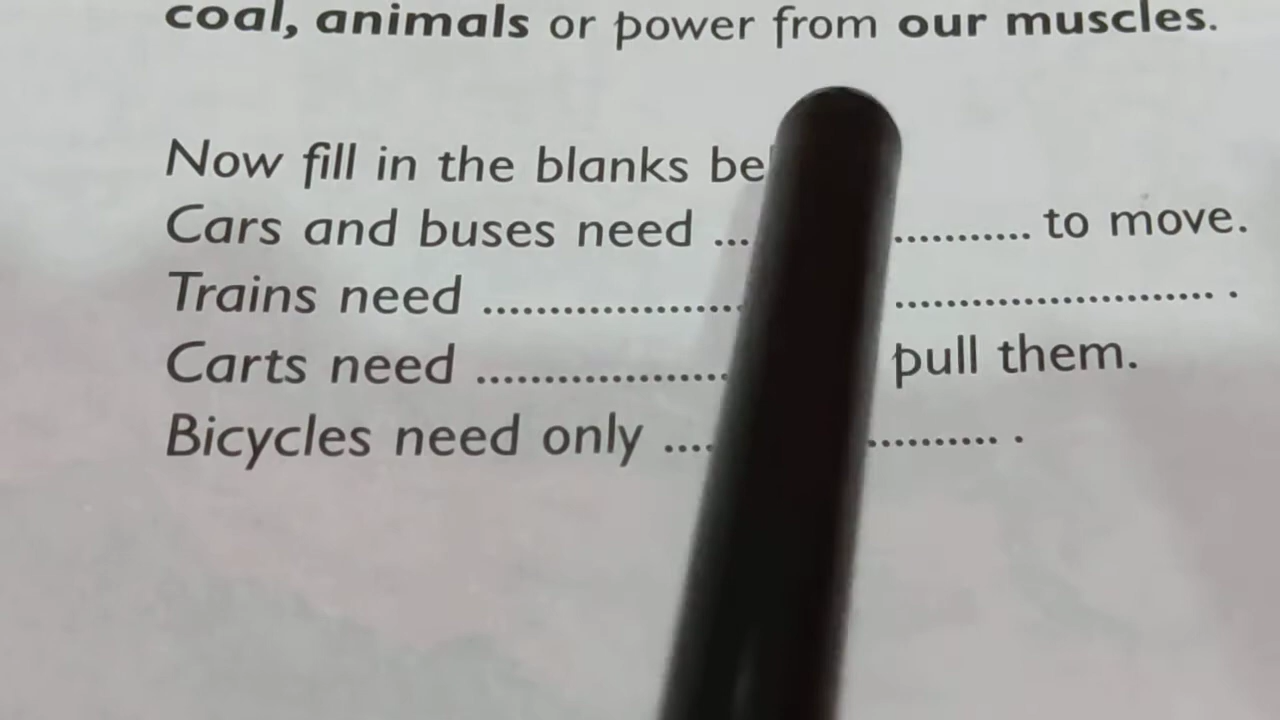 coal, animals or power from our muscles.
Now fill in the blanks
Cars and buses need ... ........... to move.
Trains need ................... ......................... .
Carts need ................... pull them.
Bicycles need only .... .......... .